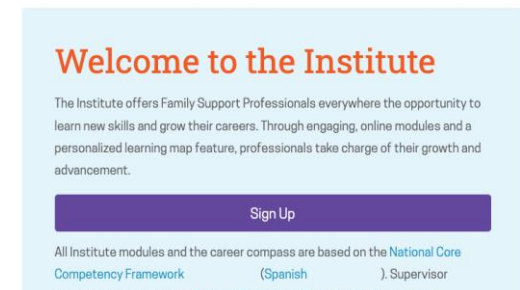 Welcome to the Institute
The Institute offers Family Support Professionals everywhere the opportunity to
learn new skills and grow their careers. Through engaging, online modules and a
personalized learning map feature, professionals take charge of their growth and
advancement.
Sign Up
All Institute modules and the career compass are based on the National Core
Competency Framework (Spanish ). Supervisor